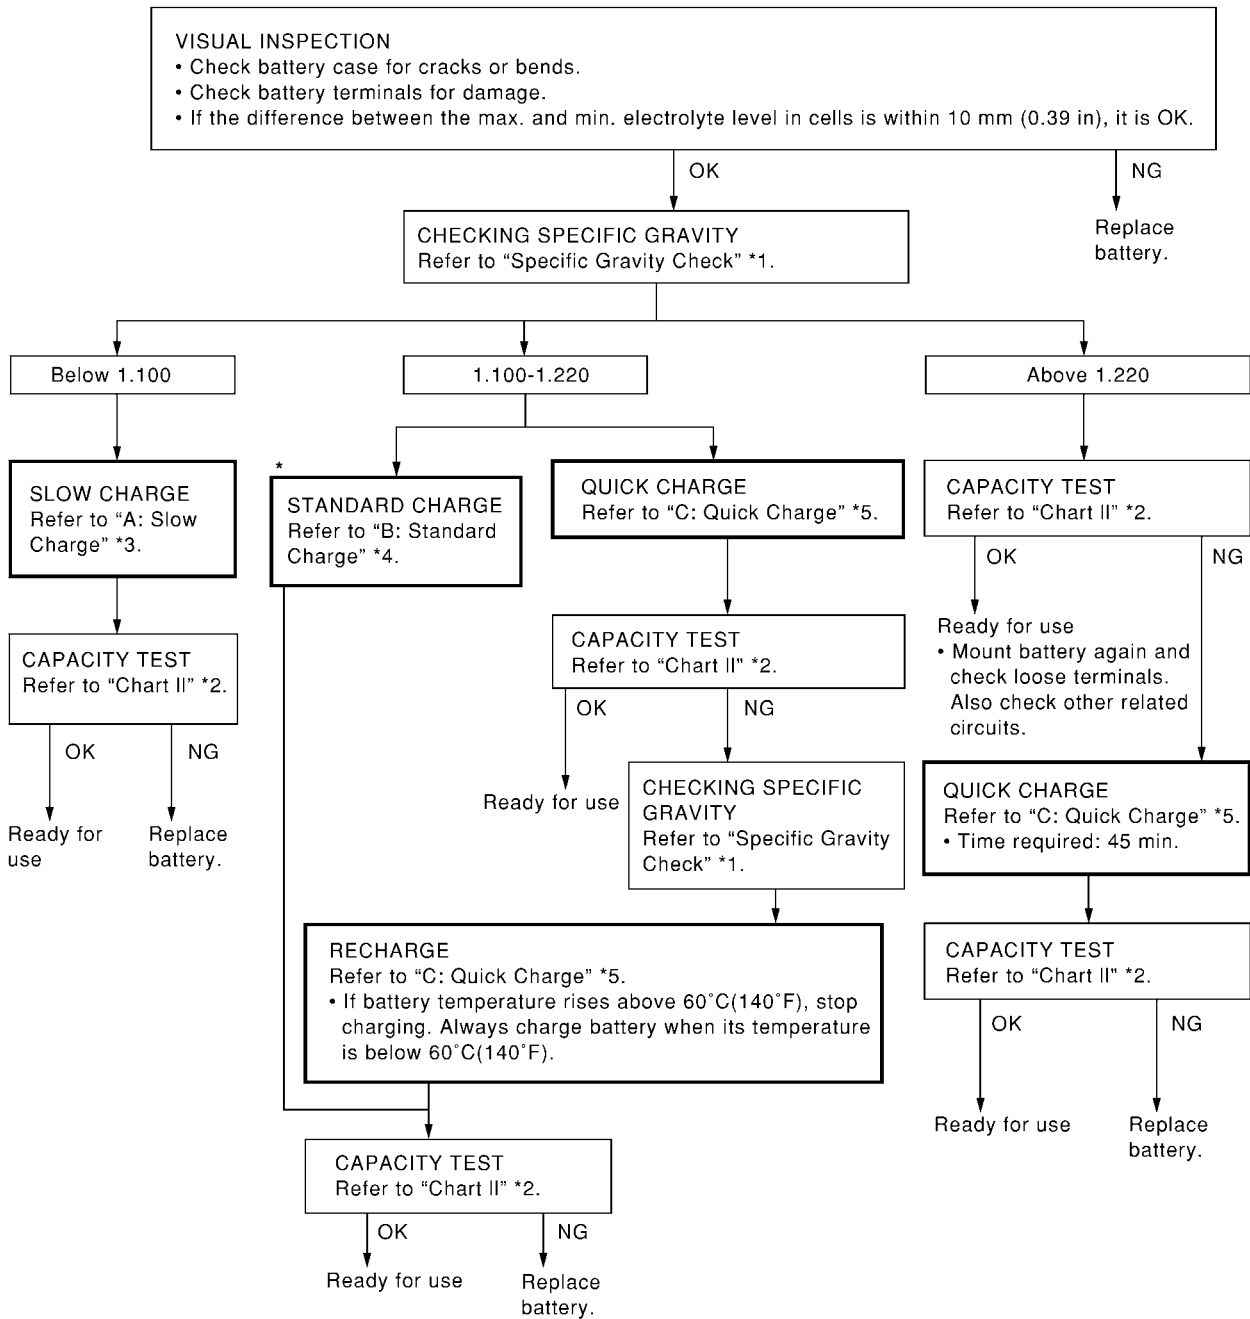 VISUAL INSPECTION
• Check battery case for cracks or bends.
• Check battery terminals for damage.
• If the difference between the max. and min. electrolyte level in cells is within 10 mm (0.39 in), it is OK.
OK
NG
Replace
battery.
CHECKING SPECIFIC GRAVITY
Refer to “Specific Gravity Check” *1.
Below 1.100
1.100-1.220
Above 1.220
SLOW CHARGE
Refer to “A: Slow
Charge” *3.
CAPACITY TEST
Refer to “Chart II” *2.
OK
NG
Ready for
use
Replace
battery.
*
STANDARD CHARGE
Refer to “B: Standard
Charge” *4.
QUICK CHARGE
Refer to “C: Quick Charge” *5.
CAPACITY TEST
Refer to “Chart II” *2.
OK
NG
Ready for use
CHECKING SPECIFIC
GRAVITY
Refer to “Specific Gravity
Check” *1.
RECHARGE
Refer to “C: Quick Charge” *5.
• If battery temperature rises above 60˚C(140˚F), stop
charging. Always charge battery when its temperature
is below 60˚C(140˚F).
CAPACITY TEST
Refer to “Chart II” *2.
OK
NG
Ready for use
Replace
battery.
CAPACITY TEST
Refer to “Chart II” *2.
OK
NG
Ready for use
• Mount battery again and
check loose terminals.
Also check other related
circuits.
QUICK CHARGE
Refer to “C: Quick Charge” *5.
• Time required: 45 min.
CAPACITY TEST
Refer to “Chart II” *2.
OK
NG
Ready for use
Replace
battery.